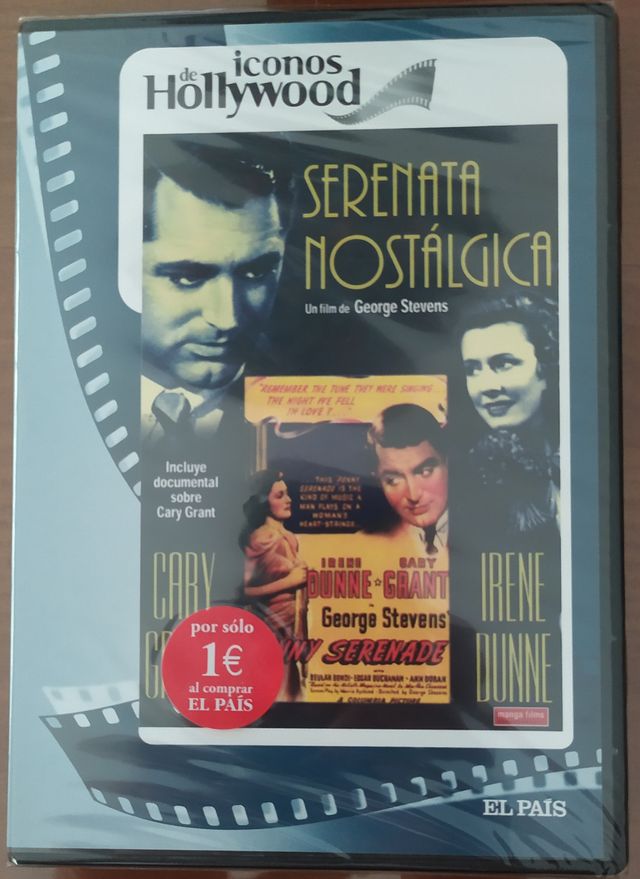 iconos
de
Hollywood
SERENATA
NOSTÁLGICA
Un film de George Stevens
"REMEMBER THE TUNE THEY WERE SINGING...
THE NIGHT WE FELL
IN LOVE?..."
THIS PENNY
SERENADE IS THE
KIND OF MUSIC A
MAN PLAYS ON A
WOMAN'S
HEART-STRINGS...
Incluye
documental
sobre
Cary Grant
IRENE CARY
DUNNE ★ GRANT
in
George Stevens'
NNY SERENADE
BEULAH BONDI • EDGAR BUCHANAN • ANN DORAN
A COLUMBIA PICTURE
CARY
G
IRENE
DUNNE
por sólo
1€
al comprar
EL PAÍS
manga films
EL PAÍS